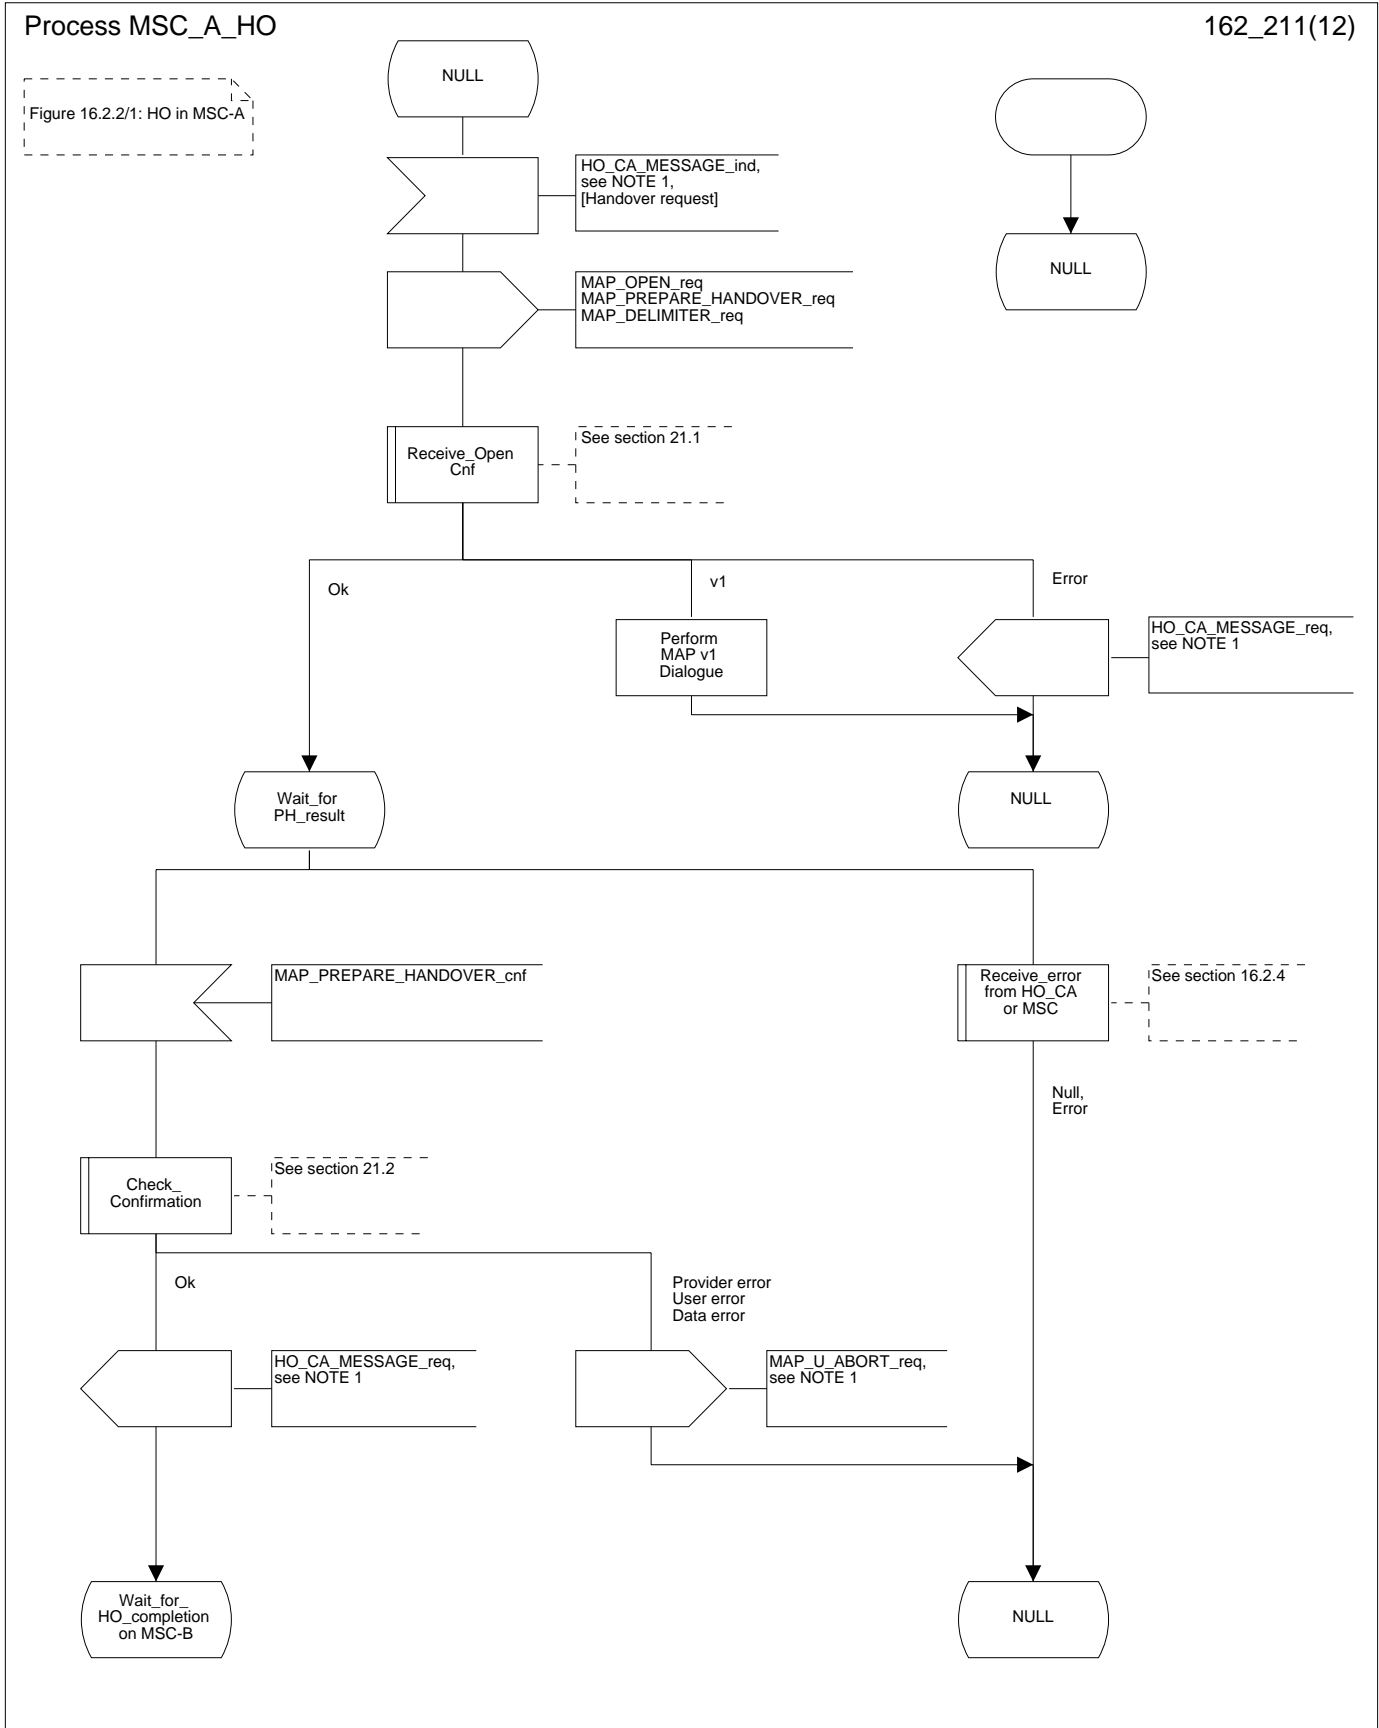 Process MSC_A_HO
162_211(12)
Figure 16.2.2/1: HO in MSC-A
NULL
HO_CA_MESSAGE_ind,
see NOTE 1,
[Handover request]
NULL
MAP_OPEN_req
MAP_PREPARE_HANDOVER_req
MAP_DELIMITER_req
Receive_Open
Cnf
See section 21.1
Ok
v1
Error
Perform
MAP v1
Dialogue
HO_CA_MESSAGE_req,
see NOTE 1
Wait_for
PH_result
NULL
MAP_PREPARE_HANDOVER_cnf
Receive_error
from HO_CA
or MSC
See section 16.2.4
Null,
Error
Check_
Confirmation
See section 21.2
Ok
Provider error
User error
Data error
HO_CA_MESSAGE_req,
see NOTE 1
MAP_U_ABORT_req,
see NOTE 1
Wait_for_
HO_completion
on MSC-B
NULL